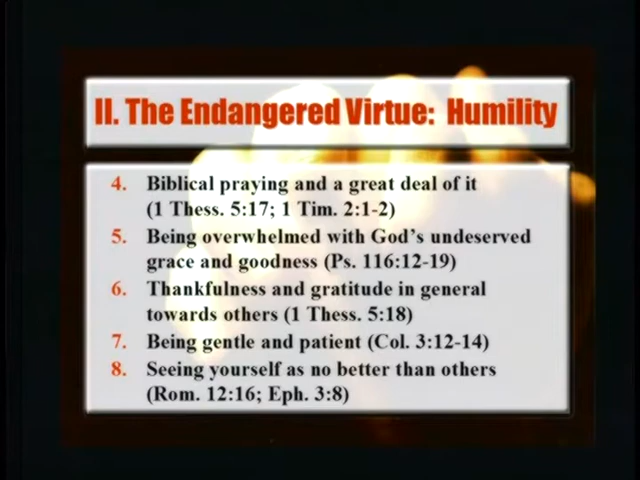 II. The Endangered Virtue: Humility
4. Biblical praying and a great deal of it
(1 Thess. 5:17; 1 Tim. 2:1-2)
5. Being overwhelmed with God's undeserved
grace and goodness (Ps. 116:12-19)
6. Thankfulness and gratitude in general
towards others (1 Thess. 5:18)
7. Being gentle and patient (Col. 3:12-14)
8. Seeing yourself as no better than others
(Rom. 12:16; Eph. 3:8)